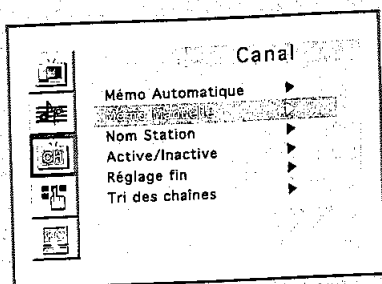 Canal
Mémo Automatique
Mémo Manuelle
Nom Station
Active/Inactive
Réglage fin
Tri des chaînes